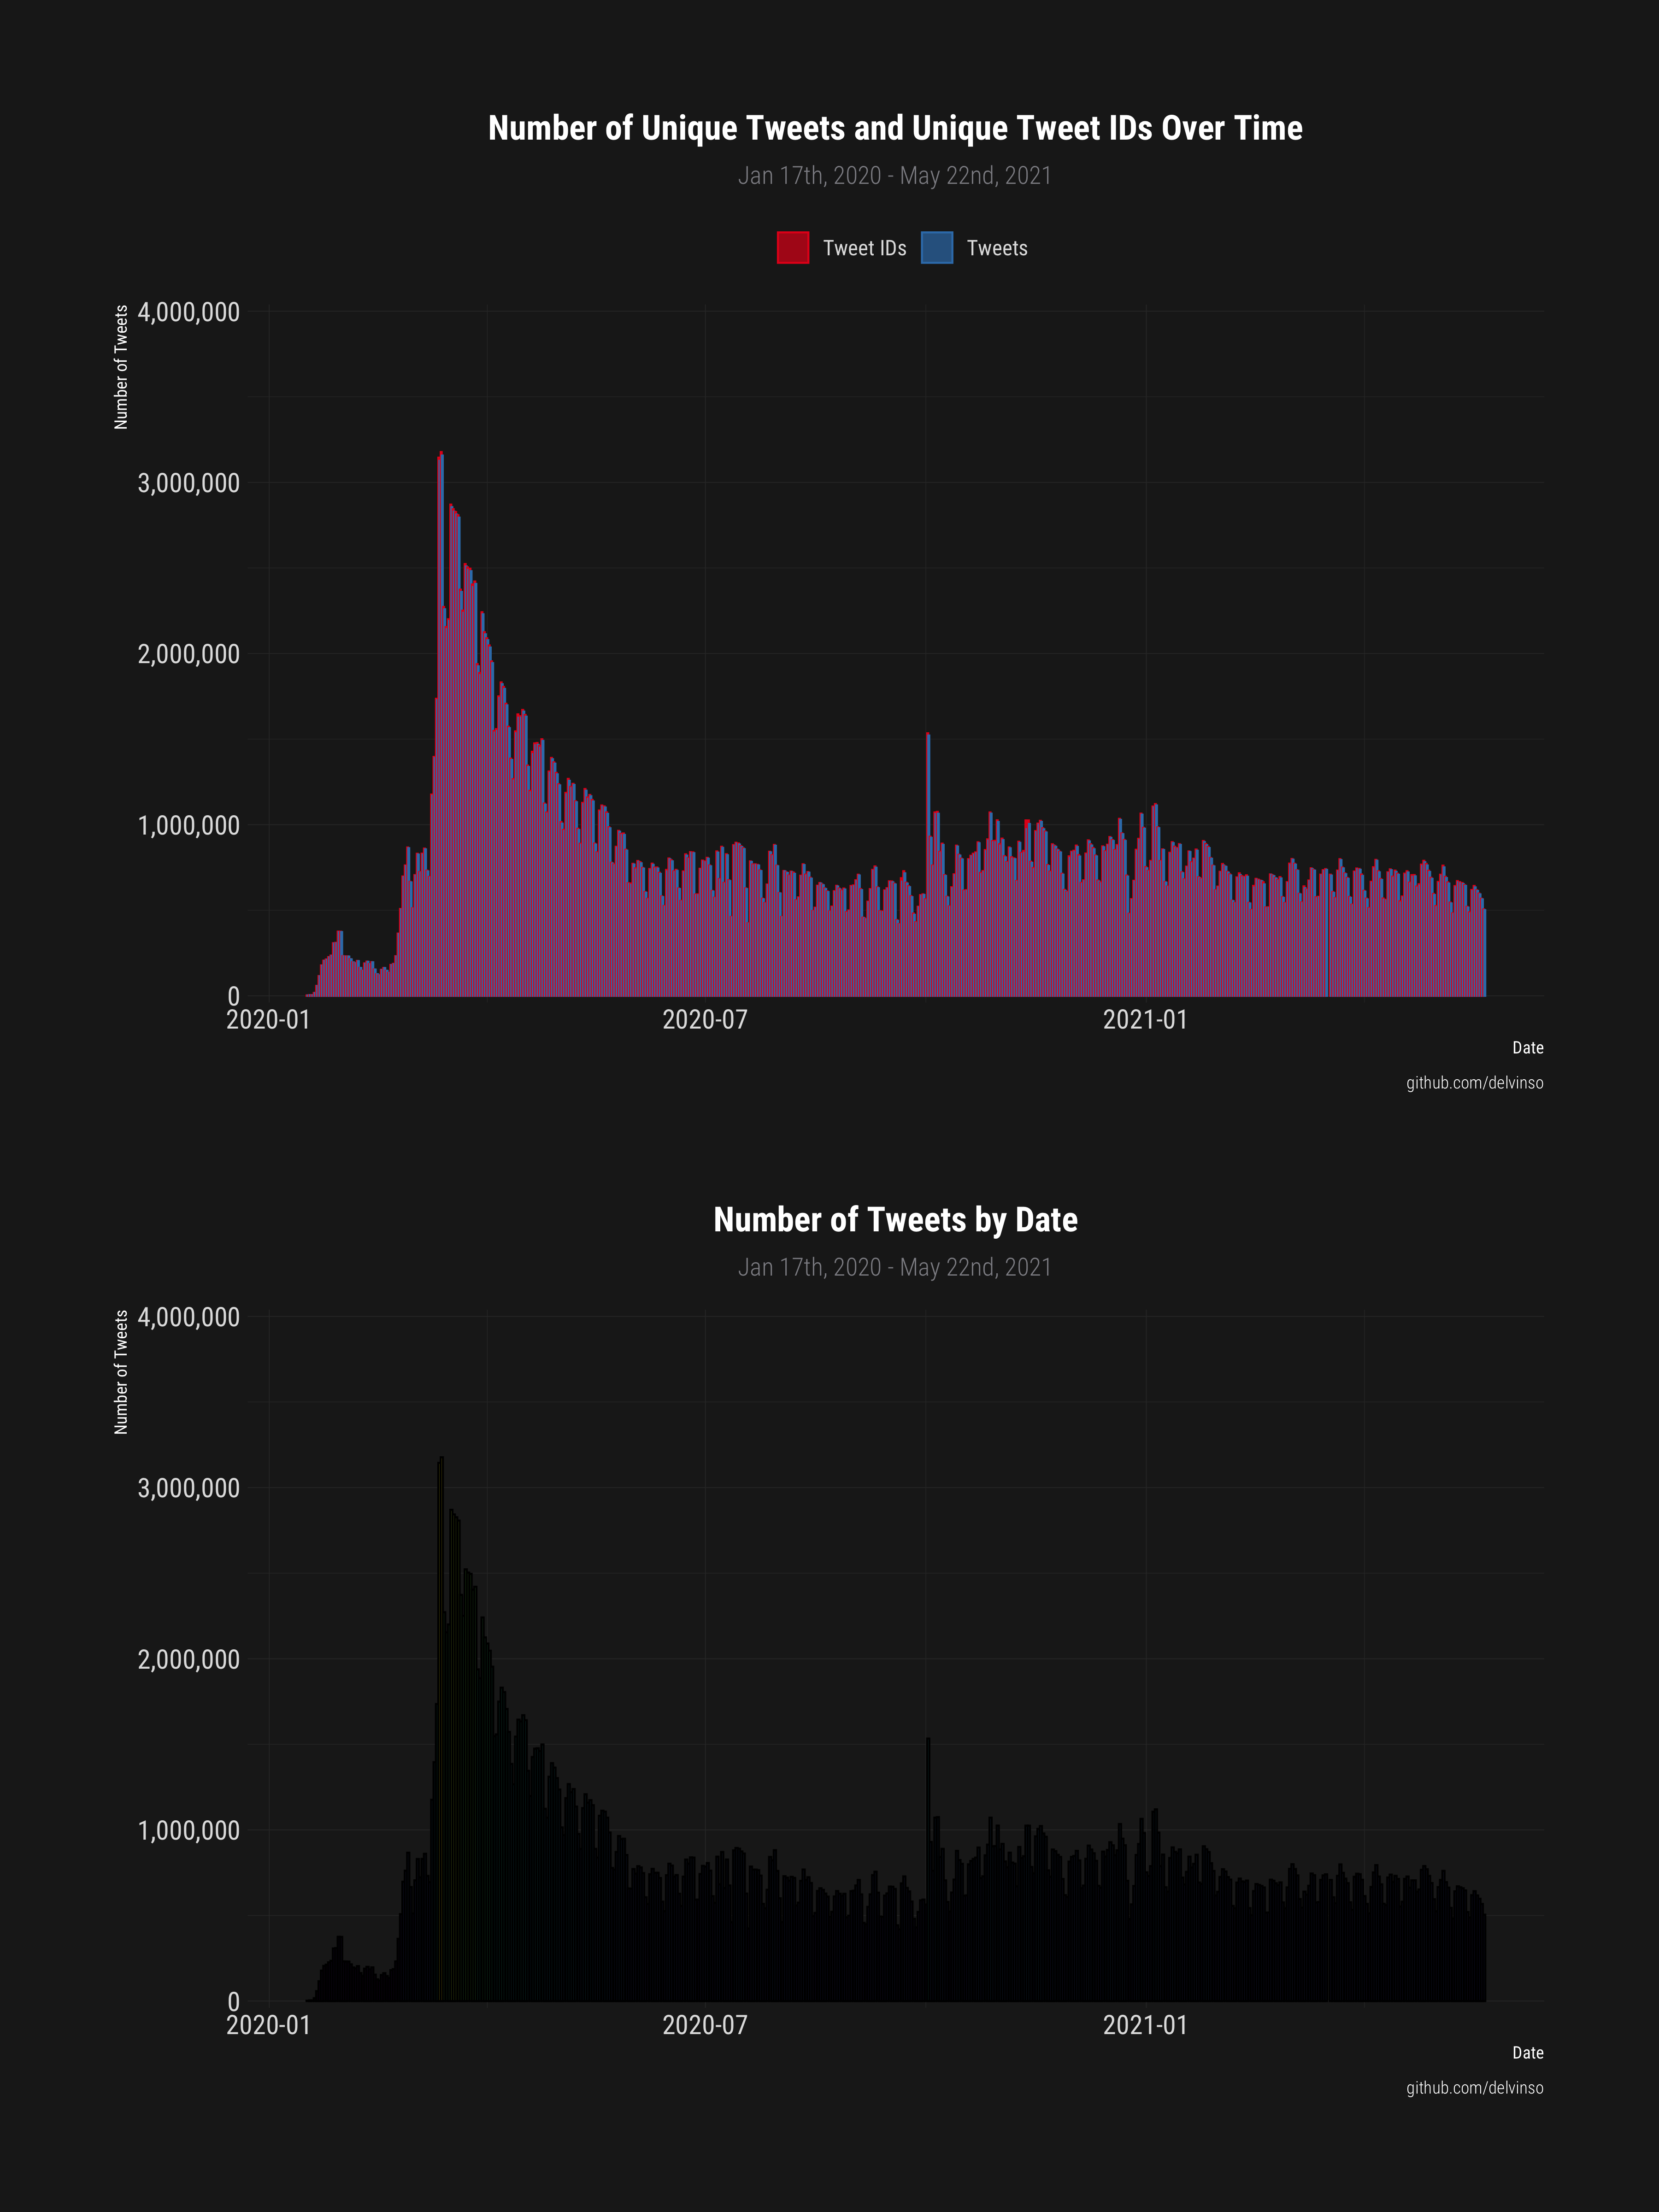 Number of Unique Tweets and Unique Tweet IDs Over Time
Jan 17th, 2020 - May 22nd, 2021
Tweet IDs Tweets
Number of Tweets
4,000,000
3,000,000
2,000,000
1,000,000
0
2020-01 2020-07 2021-01
Date
github.com/delvinso
Number of Tweets by Date
Jan 17th, 2020 - May 22nd, 2021
Number of Tweets
4,000,000
3,000,000
2,000,000
1,000,000
0
2020-01 2020-07 2021-01
Date
github.com/delvinso